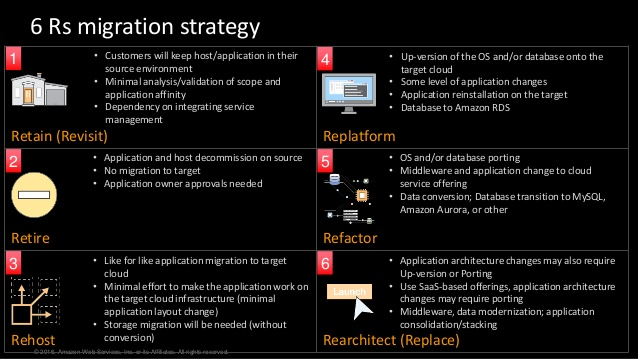 6 Rs migration strategy
1
• Customers will keep host/application in their
source environment
• Minimal analysis/validation of scope and
application affinity
• Dependency on integrating service
management
Retain (Revisit)
2
• Application and host decommission on source
• No migration to target
• Application owner approvals needed
Retire
3
• Like for like application migration to target
cloud
• Minimal effort to make the application work on
the target cloud infrastructure (minimal
application layout change)
• Storage migration will be needed (without
conversion)
Rehost
4
• Up-version of the OS and/or database onto the
target cloud
• Some level of application changes
• Application reinstallation on the target
• Database to Amazon RDS
Replatform
5
• OS and/or database porting
• Middleware and application change to cloud
service offering
• Data conversion; Database transition to MySQL,
Amazon Aurora, or other
Refactor
6
Launch
• Application architecture changes may also require
Up-version or Porting
• Use SaaS-based offerings, application architecture
changes may require porting
• Middleware, data modernization; application
consolidation/stacking
Rearchitect (Replace)
© 2016, Amazon Web Services, Inc. or its Affiliates. All rights reserved.